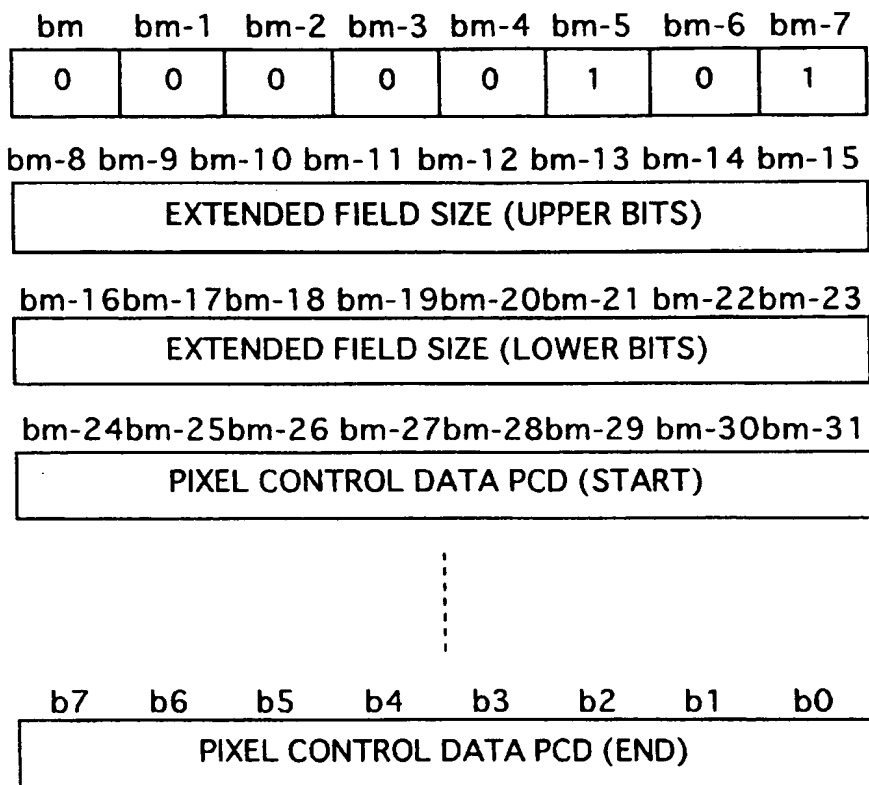 bm bm-1 bm-2 bm-3 bm-4 bm-5 bm-6 bm-7
0 0 0 0 0 1 0 1
bm-8 bm-9 bm-10 bm-11 bm-12 bm-13 bm-14 bm-15
EXTENDED FIELD SIZE (UPPER BITS)
bm-16bm-17bm-18 bm-19bm-20bm-21 bm-22bm-23
EXTENDED FIELD SIZE (LOWER BITS)
bm-24bm-25bm-26 bm-27bm-28bm-29 bm-30bm-31
PIXEL CONTROL DATA PCD (START)
b7 b6 b5 b4 b3 b2 b1 b0
PIXEL CONTROL DATA PCD (END)